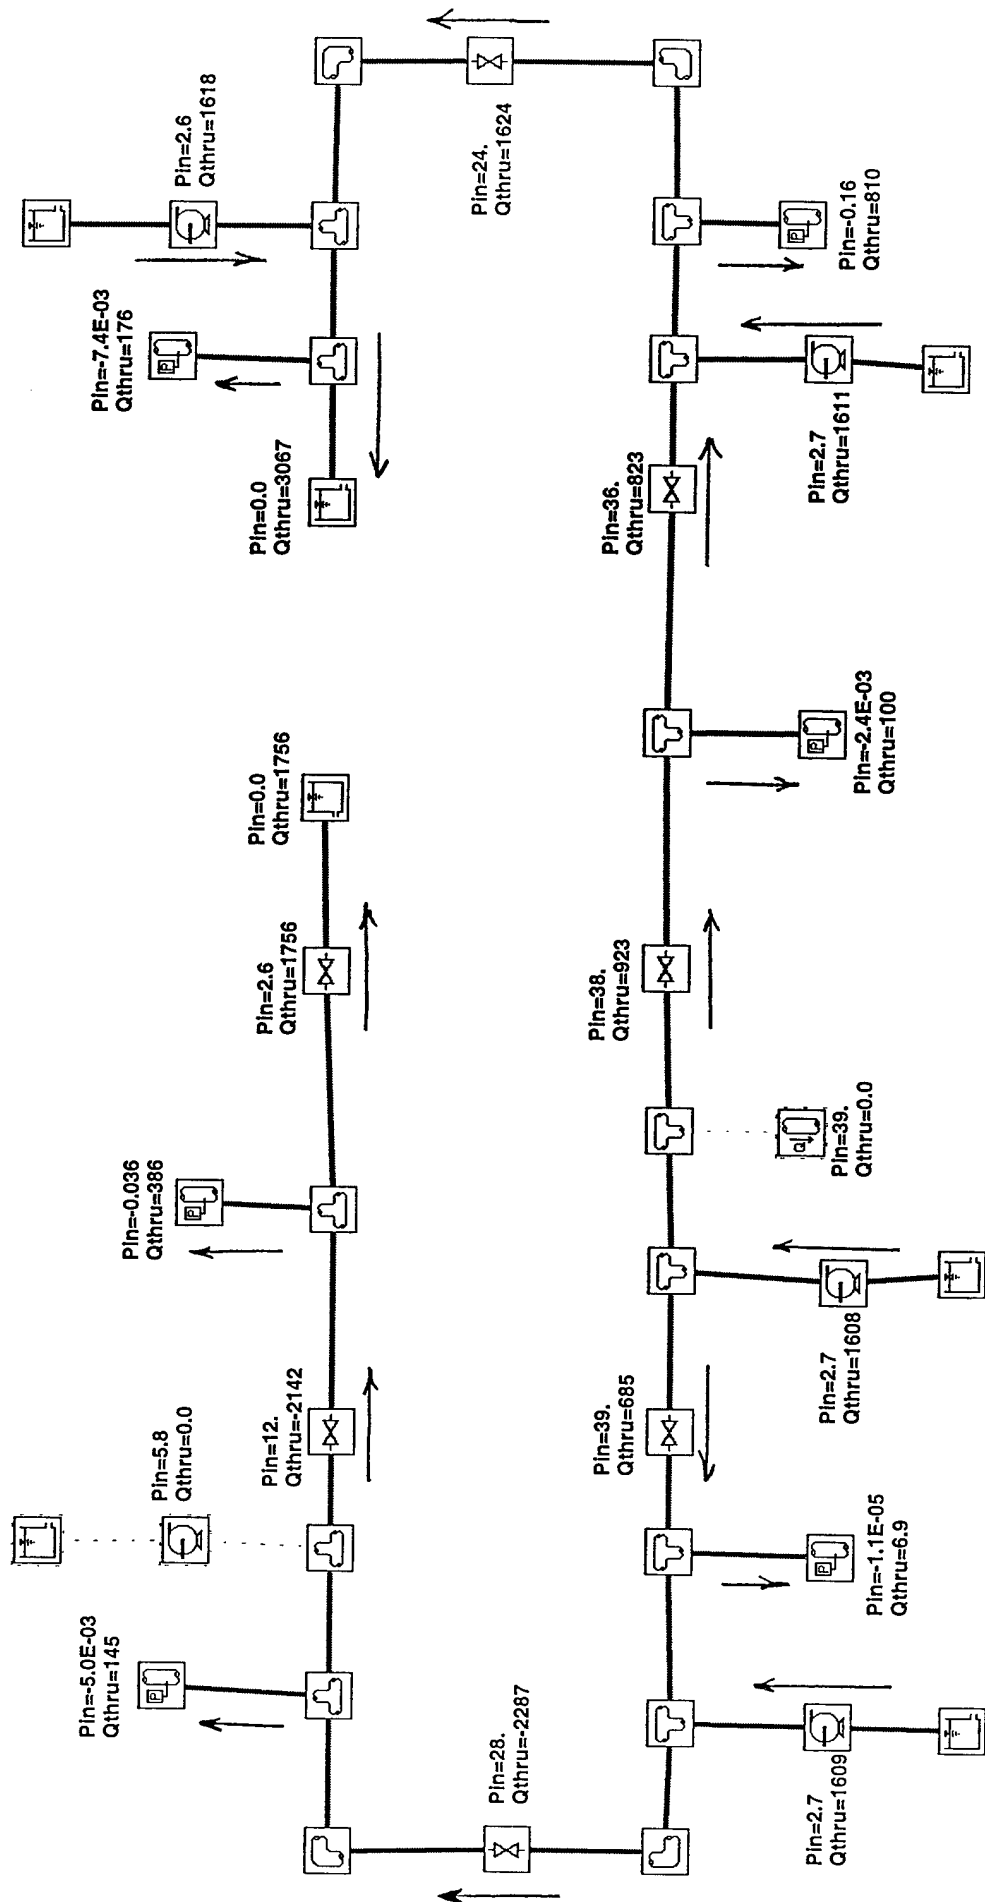 Pin=2.6
Qthru=1618
Pin=-7.4E-03
Qthru=176
Pin=0.0
Qthru=3067
Pin=24.
Qthru=1624
Pin=-0.16
Qthru=810
Pin=2.7
Qthru=1611
Pin=36.
Qthru=823
Pin=-2.4E-03
Qthru=100
Pin=0.0
Qthru=1756
Pin=2.6
Qthru=1756
Pin=38.
Qthru=923
Pin=39.
Qthru=0.0
Pin=-0.036
Qthru=386
Pin=2.7
Qthru=1608
Pin=12.
Qthru=-2142
Pin=39.
Qthru=685
Pin=5.8
Qthru=0.0
Pin=-1.1E-05
Qthru=6.9
Pin=-5.0E-03
Qthru=145
Pin=28.
Qthru=-2287
Pin=2.7
Qthru=1609
P
P
P
P
Q
P
P